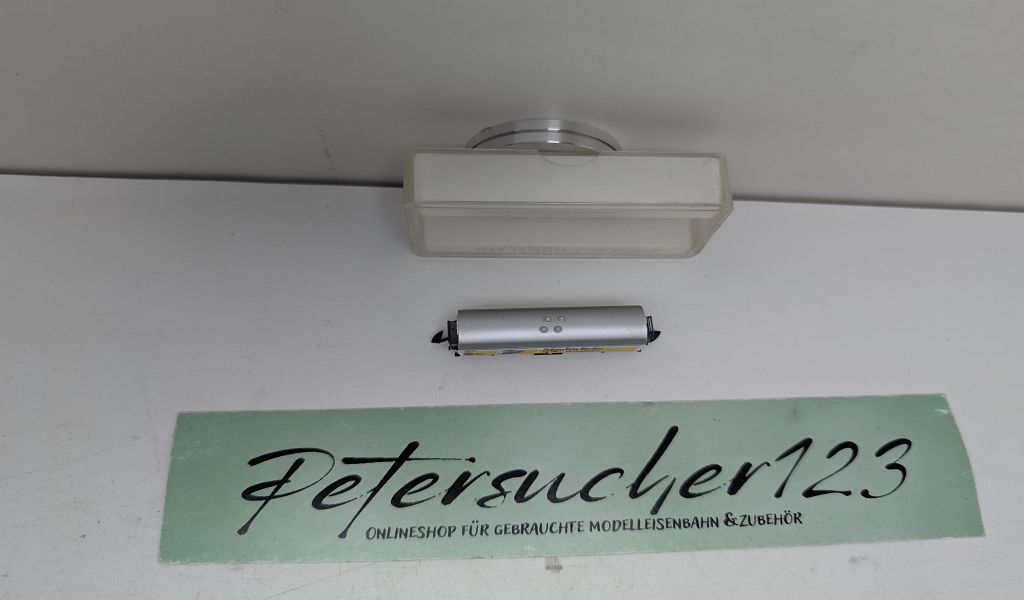 Petersucher123
ONLINESHOP FÜR GEBRAUCHTE MODELLEISENBAHN & ZUBEHÖR